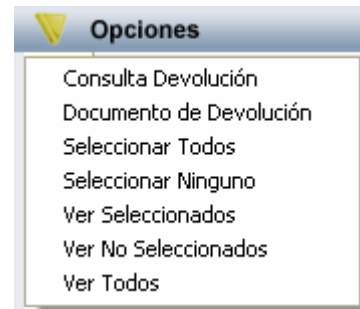 Opciones
Consulta Devolución
Documento de Devolución
Seleccionar Todos
Seleccionar Ninguno
Ver Seleccionados
Ver No Seleccionados
Ver Todos